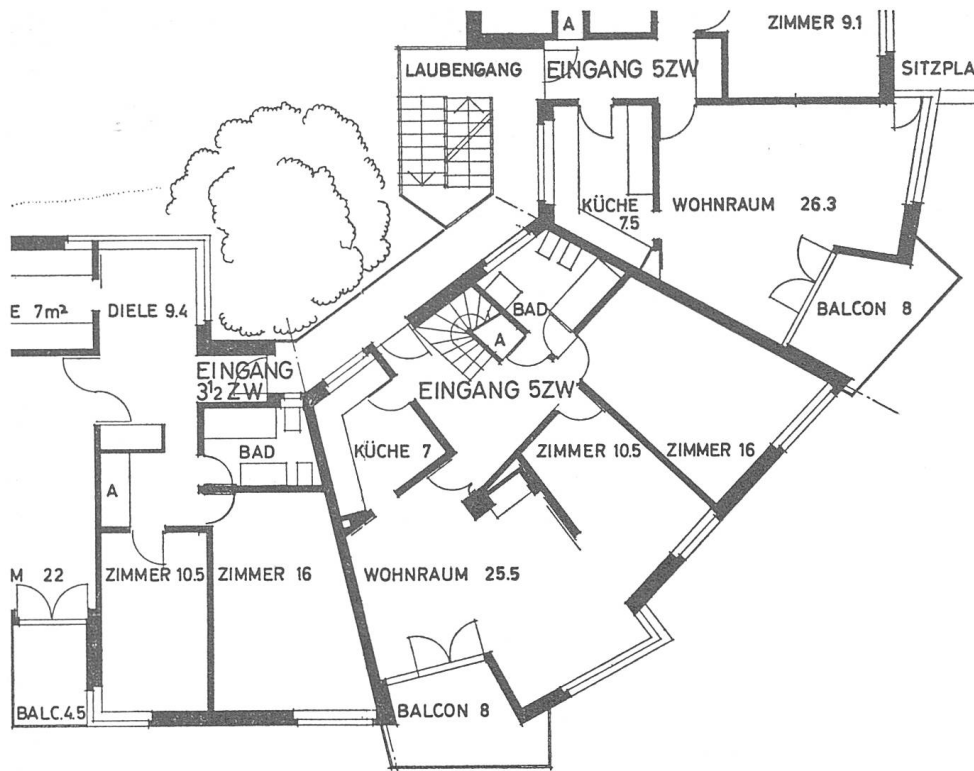 ZIMMER 9.1
A
LAUBENGANG
EINGANG 5ZW
SITZPLA
KÜCHE
7.5
WOHNRAUM 26.3
E 7m²
DIELE 9.4
BAD
BALCON 8
A
EINGANG
3½ ZW
EINGANG 5ZW
BAD
KÜCHE 7
ZIMMER 10.5
ZIMMER 16
A
M 22
ZIMMER 10.5
ZIMMER 16
WOHNRAUM 25.5
BALC.4.5
BALCON 8